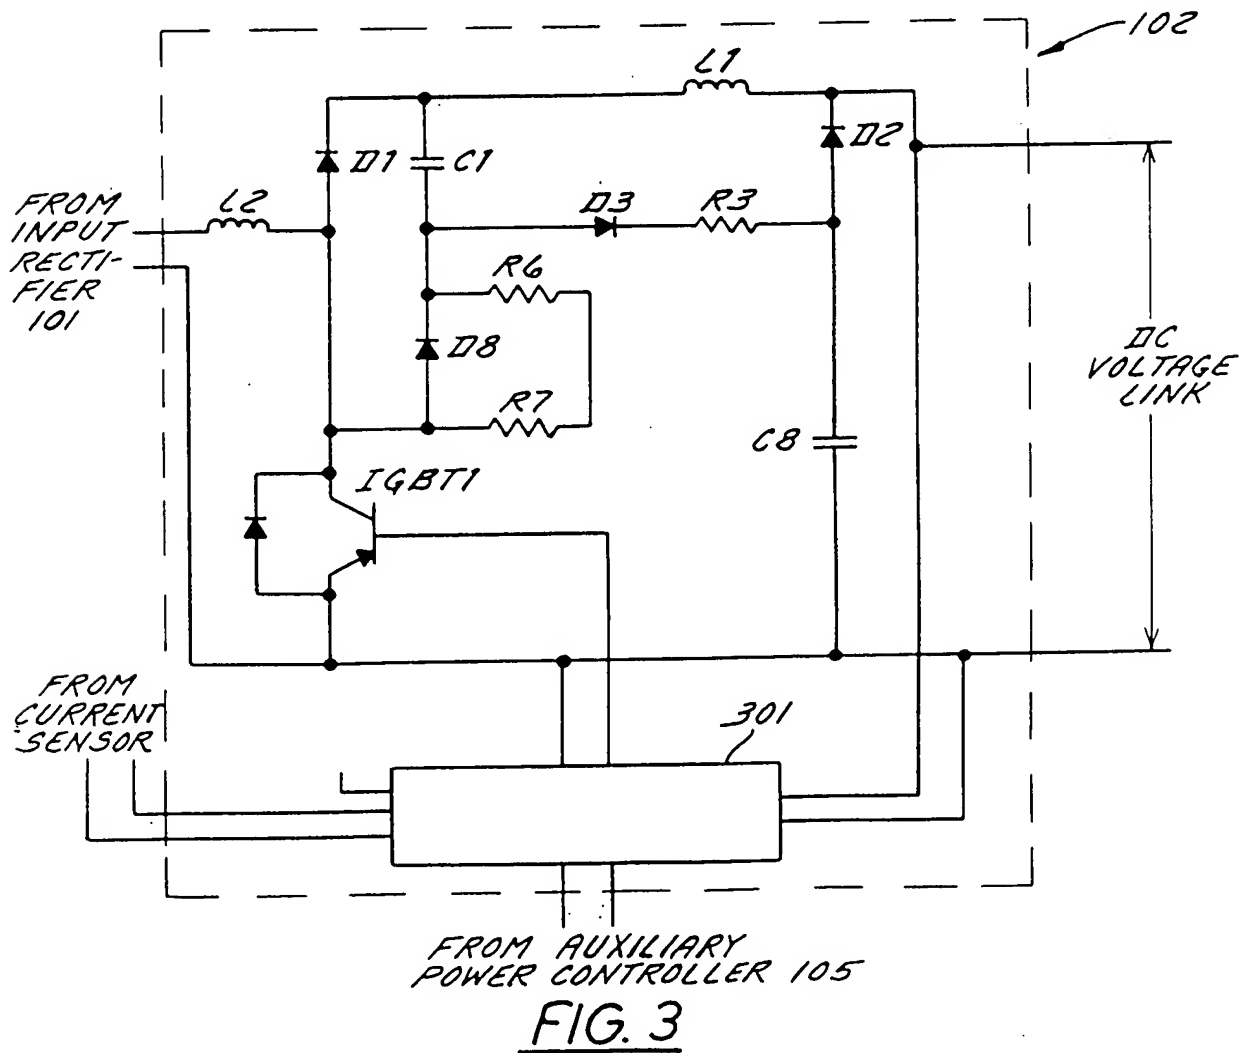 102
L1
D1
C1
D2
L2
D3
R3
FROM
INPUT
RECTI-
FIER
101
R6
D8
R7
DC
VOLTAGE
LINK
C8
IGBT1
FROM
CURRENT
SENSOR
301
FROM AUXILIARY
POWER CONTROLLER 105
FIG. 3